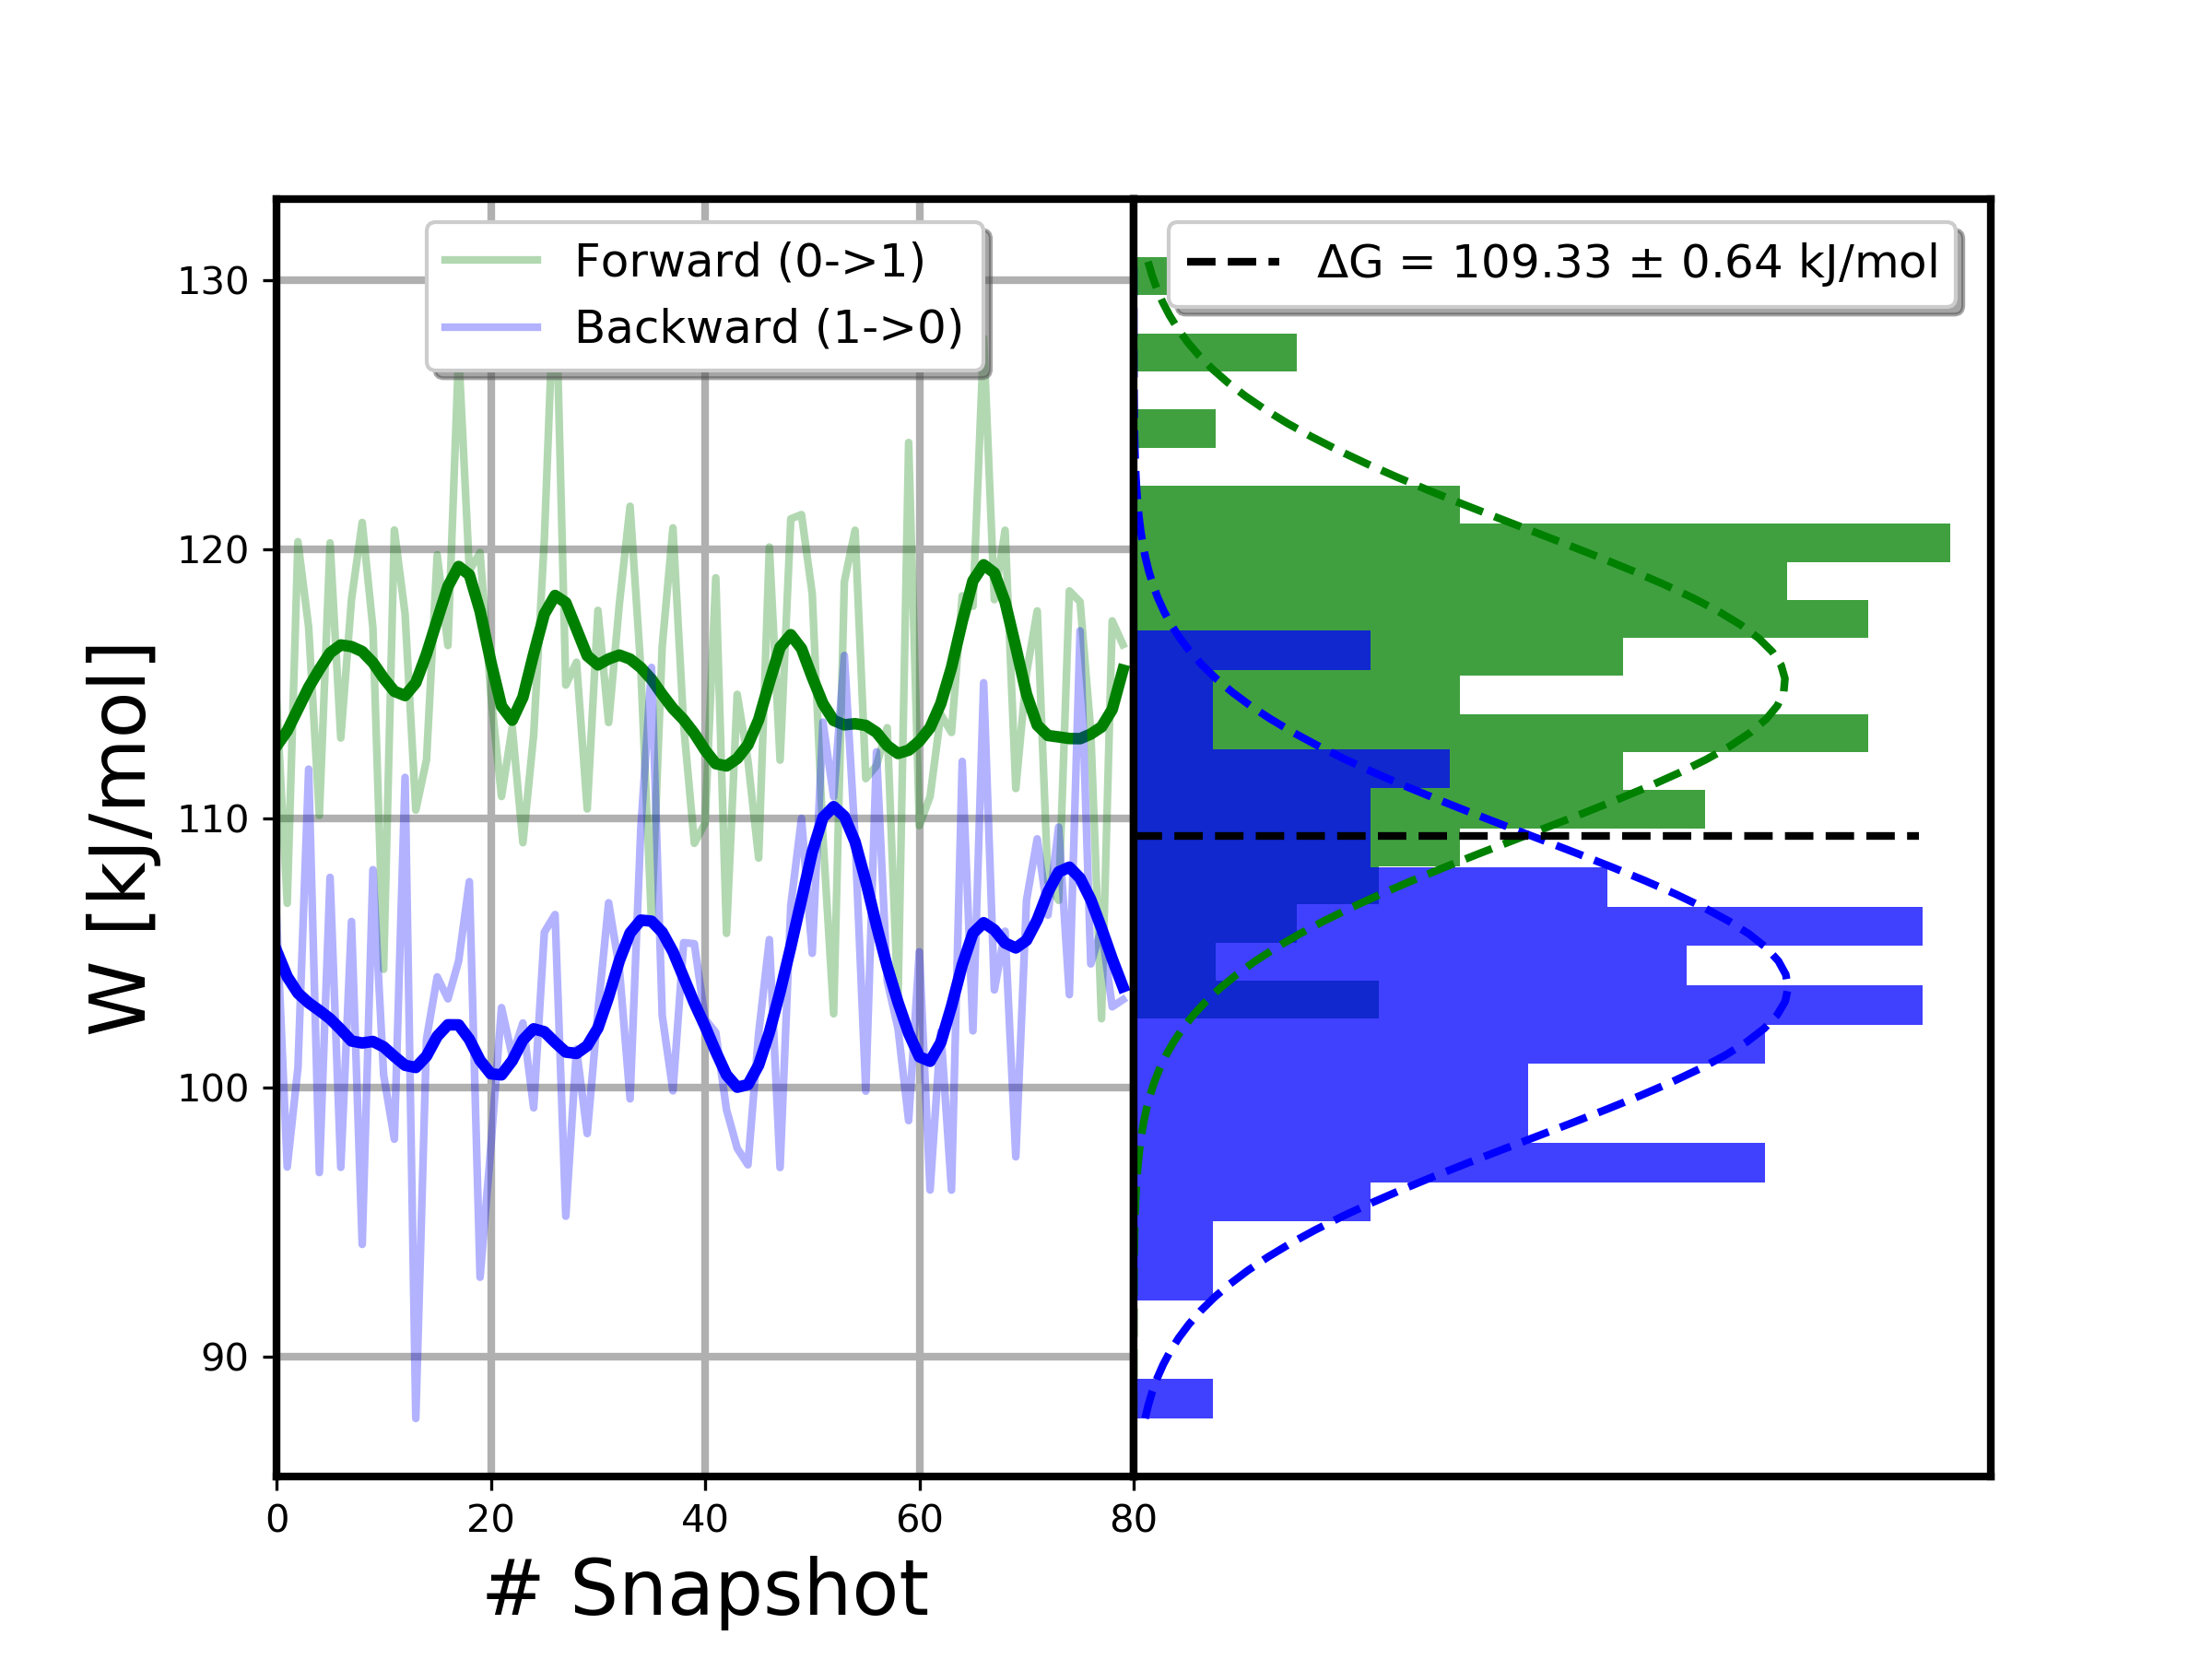 Forward (0->1)
Backward (1->0)
ΔG = 109.33 ± 0.64 kJ/mol
W [kJ/mol]
130
120
110
100
90
0 20 40 60 80
# Snapshot